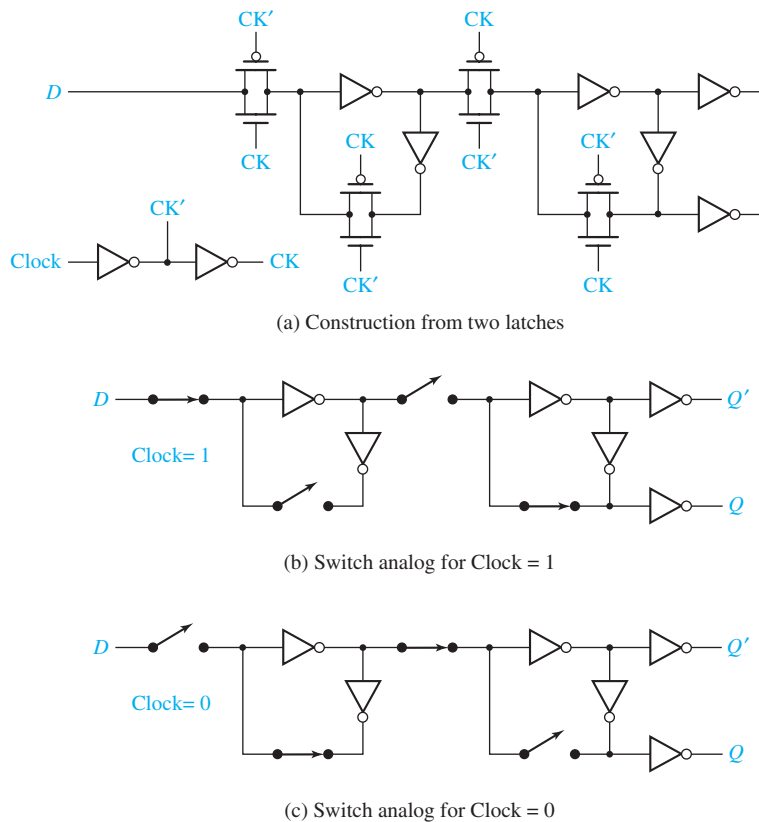 CK′ CK
D
CK CK CK′ CK′
CK′
Clock CK
CK′ CK
(a) Construction from two latches
D Q′
Clock= 1
Q
(b) Switch analog for Clock = 1
D Q′
Clock= 0
Q
(c) Switch analog for Clock = 0